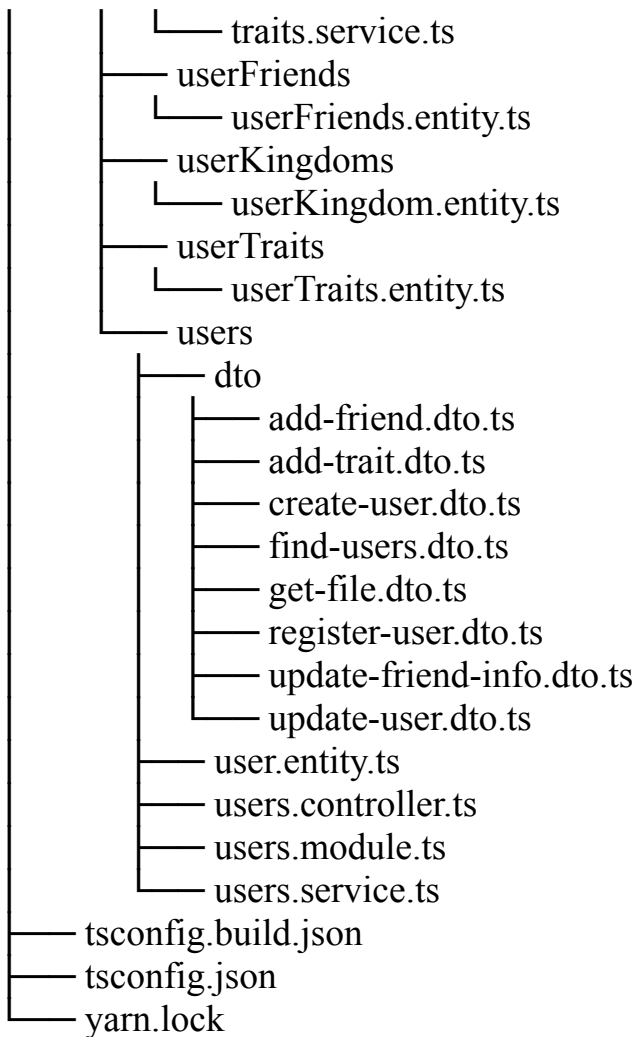 traits.service.ts
userFriends
userFriends.entity.ts
userKingdoms
userKingdom.entity.ts
userTraits
userTraits.entity.ts
users
dto
add-friend.dto.ts
add-trait.dto.ts
create-user.dto.ts
find-users.dto.ts
get-file.dto.ts
register-user.dto.ts
update-friend-info.dto.ts
update-user.dto.ts
user.entity.ts
users.controller.ts
users.module.ts
users.service.ts
tsconfig.build.json
tsconfig.json
yarn.lock